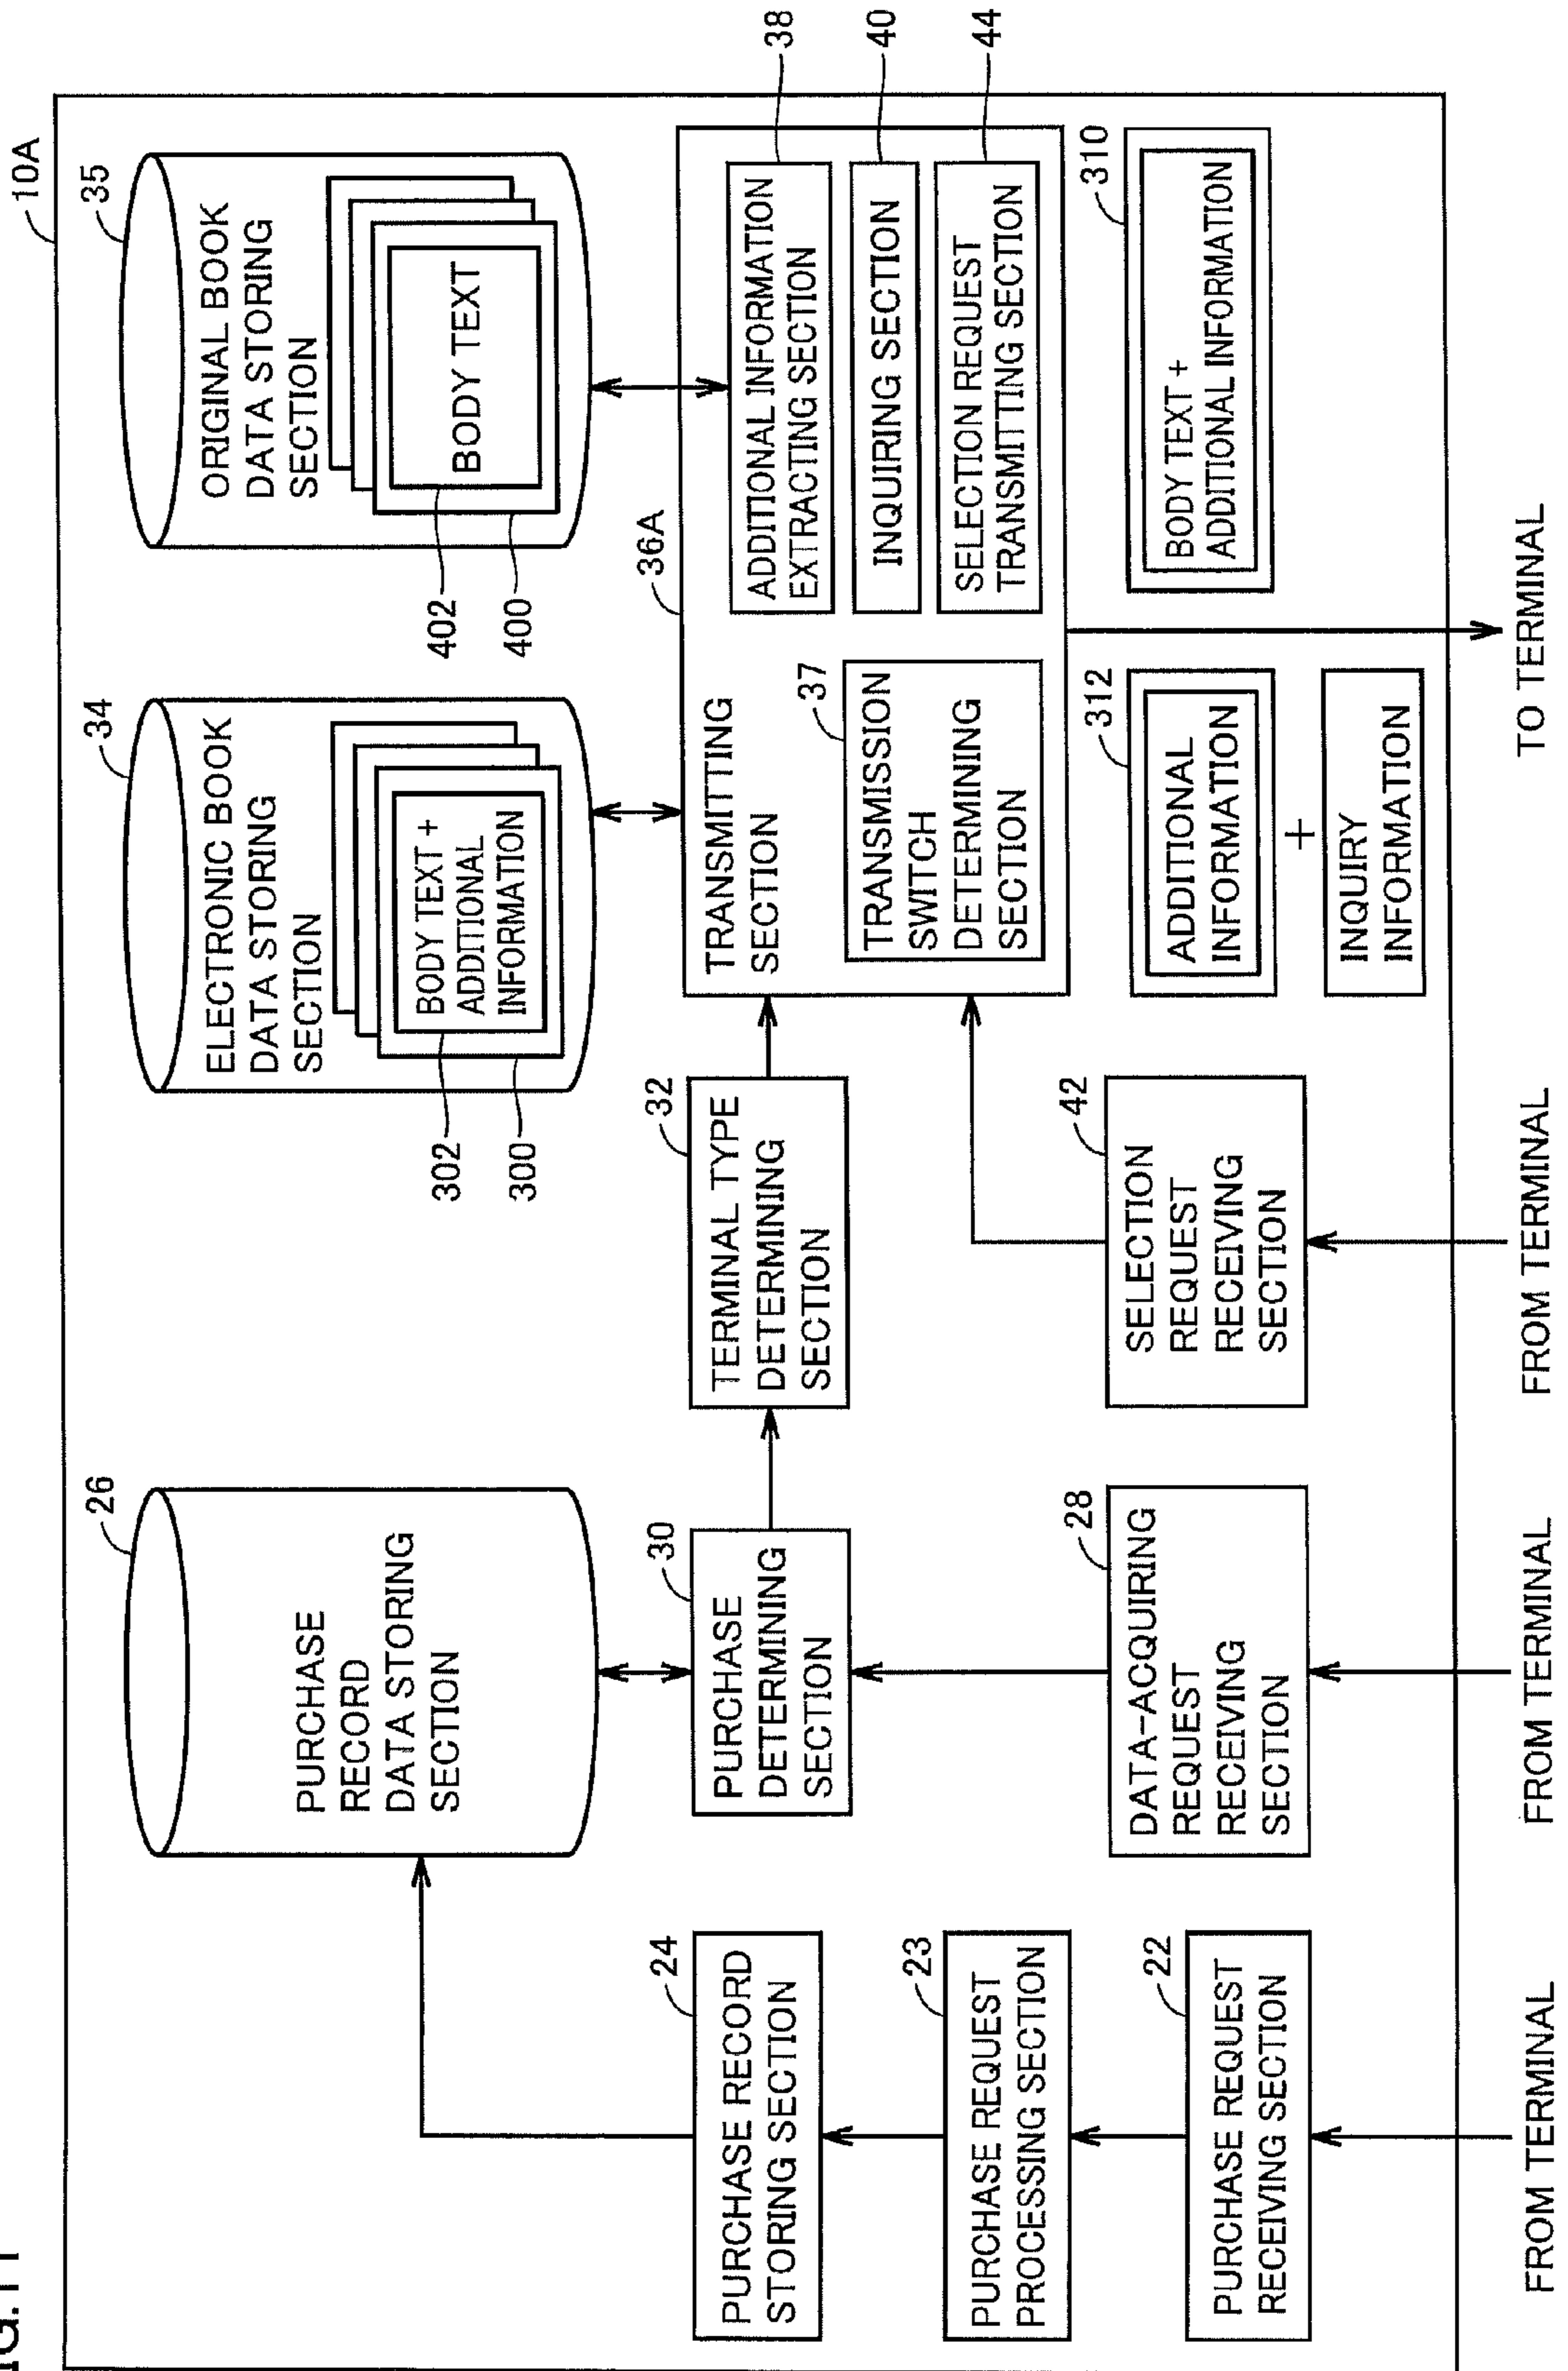 FIG. 11
10A
26
PURCHASE
RECORD
DATA STORING
SECTION
34
ELECTRONIC BOOK
DATA STORING
SECTION
BODY TEXT +
ADDITIONAL
INFORMATION
302
300
35
ORIGINAL BOOK
DATA STORING
SECTION
BODY TEXT
402
400
24
PURCHASE RECORD
STORING SECTION
23
PURCHASE REQUEST
PROCESSING SECTION
22
PURCHASE REQUEST
RECEIVING SECTION
30
PURCHASE
DETERMINING
SECTION
28
DATA-ACQUIRING
REQUEST
RECEIVING
SECTION
32
TERMINAL TYPE
DETERMINING
SECTION
42
SELECTION
REQUEST
RECEIVING
SECTION
36A
TRANSMITTING
SECTION
37
TRANSMISSION
SWITCH
DETERMINING
SECTION
ADDITIONAL INFORMATION
EXTRACTING SECTION
38
INQUIRING SECTION
40
SELECTION REQUEST
TRANSMITTING SECTION
44
312
ADDITIONAL
INFORMATION
+
INQUIRY
INFORMATION
310
BODY TEXT +
ADDITIONAL INFORMATION
FROM TERMINAL
FROM TERMINAL
FROM TERMINAL
TO TERMINAL